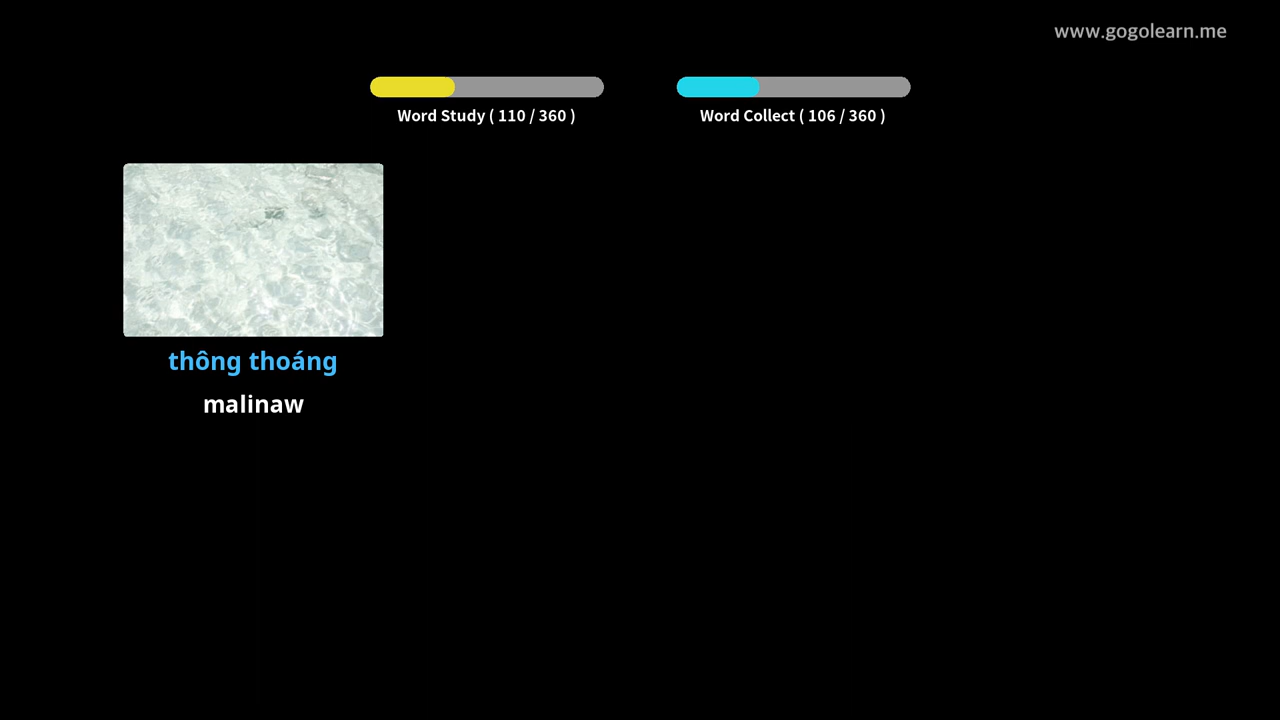 www.gogolearn.me
Word Study ( 110 / 360 )
Word Collect ( 106 / 360 )
thông thoáng
malinaw